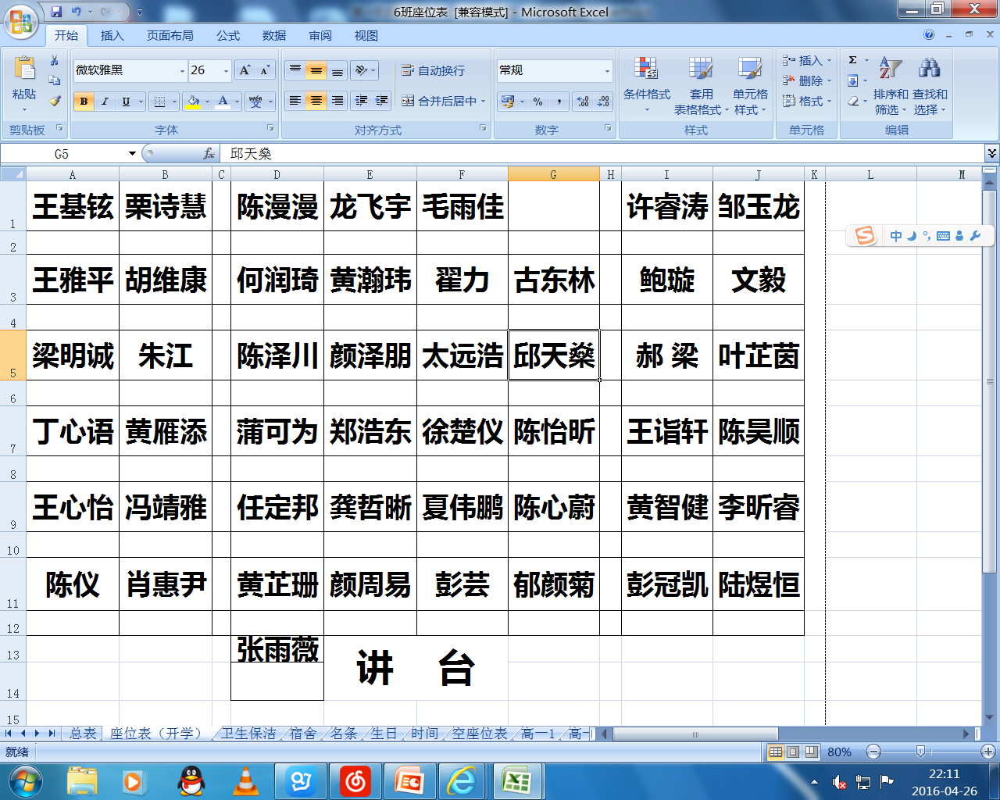 6班座位表 [兼容模式] - Microsoft Excel
开始 插入 页面布局 公式 数据 审阅 视图
粘贴 微软雅黑 26 自动换行 常规 条件格式 套用 表格格式 单元格 样式 插入 排序和 筛选 查找和 选择
B I U A 合并后居中 % , 删除
格式
剪贴板 字体 对齐方式 数字 样式 单元格 编辑
G5 fx 邱天燊
A B C D E F G H I J K L M
1 王基铉 栗诗慧 陈漫漫 龙飞宇 毛雨佳 许睿涛 邹玉龙
2
中
3 王雅平 胡维康 何润琦 黄瀚玮 翟力 古东林 鲍璇 文毅
4
5 梁明诚 朱江 陈泽川 颜泽朋 太远浩 邱天燊 郝 梁 叶芷茵
6
7 丁心语 黄雁添 蒲可为 郑浩东 徐楚仪 陈怡昕 王诣轩 陈昊顺
8
9 王心怡 冯靖雅 任定邦 龚哲晰 夏伟鹏 陈心蔚 黄智健 李昕睿
10
11 陈仪 肖惠尹 黄芷珊 颜周易 彭芸 郁颜菊 彭冠凯 陆煜恒
12
13 张雨薇 讲 台
14
15
总表 座位表（开学） 卫生保洁 宿舍 名条 生日 时间 空座位表 高一1 高一
就绪 80%
22:11
2016-04-26